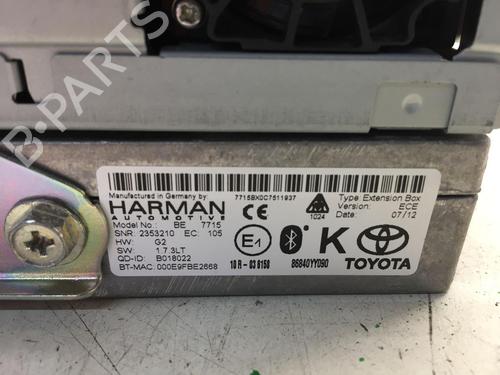 Manufactured in Germany by
7715BX0C7511937
HARMAN
AUTOMOTIVE
CE
1024
Type: Extension Box
Version: ECE
Date: 07/12
Model No.: BE 7715
SNR: 2353210 EC: 105
HW: G2
SW: 1.7.3LT
QD-ID: B018022
BT-MAC: 000E9FBE2668
E1
10 R - 03 6158
86840YY090
K
TOYOTA
B-Parts